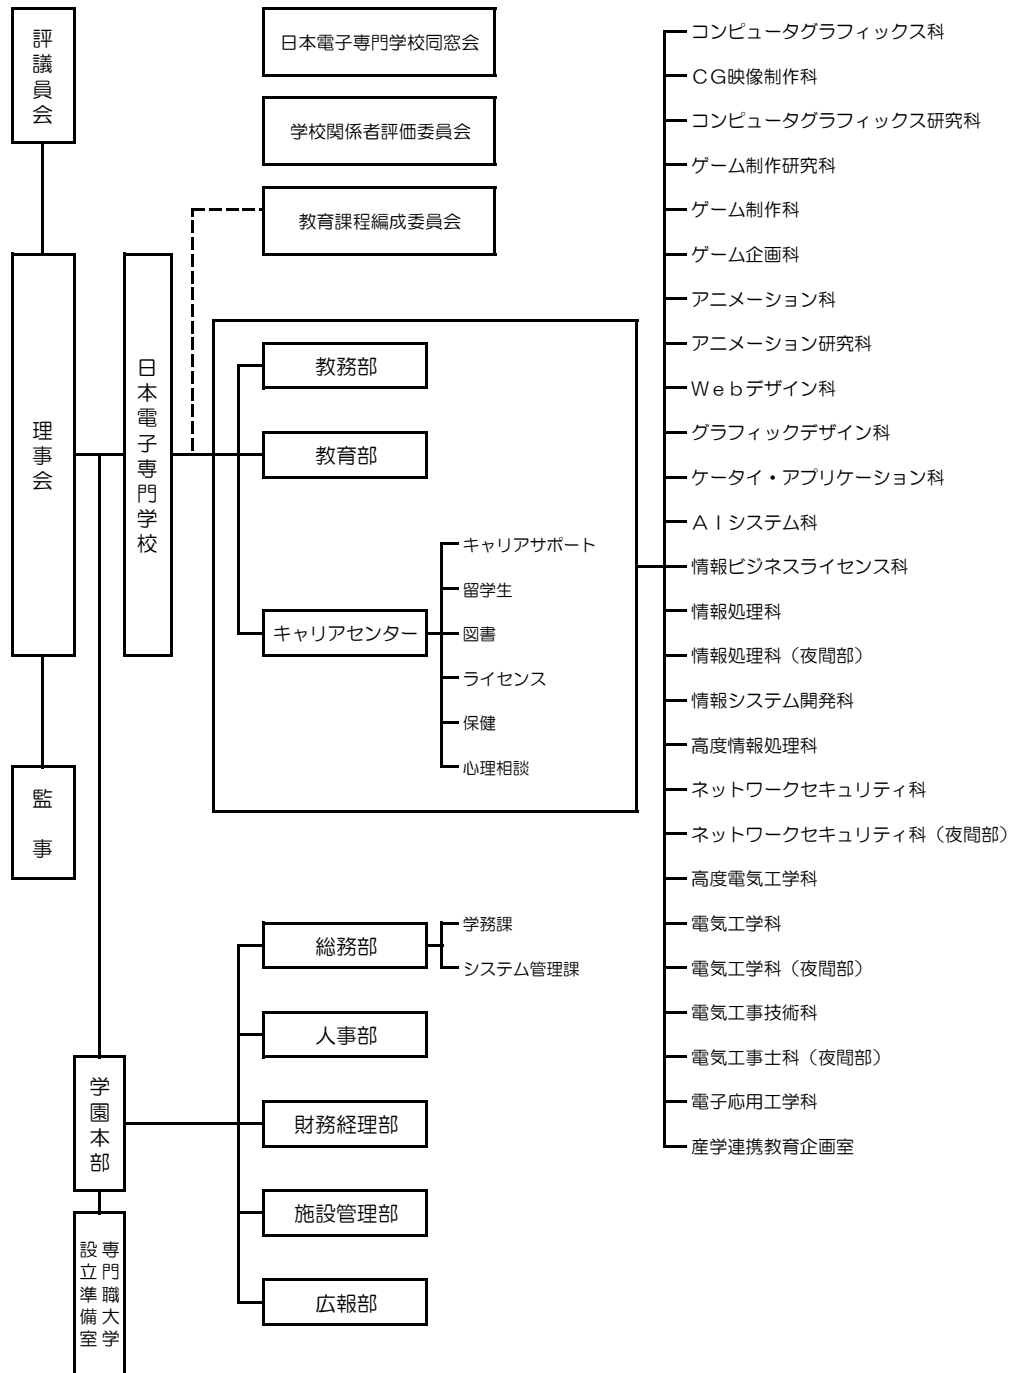 評議員会
理事会
監事
日本電子専門学校
学園本部
専門職大学
設立準備室
日本電子専門学校同窓会
学校関係者評価委員会
教育課程編成委員会
教務部
教育部
キャリアセンター
キャリアサポート
留学生
図書
ライセンス
保健
心理相談
総務部
学務課
システム管理課
人事部
財務経理部
施設管理部
広報部
コンピュータグラフィックス科
ＣＧ映像制作科
コンピュータグラフィックス研究科
ゲーム制作研究科
ゲーム制作科
ゲーム企画科
アニメーション科
アニメーション研究科
Ｗｅｂデザイン科
グラフィックデザイン科
ケータイ・アプリケーション科
ＡＩシステム科
情報ビジネスライセンス科
情報処理科
情報処理科（夜間部）
情報システム開発科
高度情報処理科
ネットワークセキュリティ科
ネットワークセキュリティ科（夜間部）
高度電気工学科
電気工学科
電気工学科（夜間部）
電気工事技術科
電気工事士科（夜間部）
電子応用工学科
産学連携教育企画室